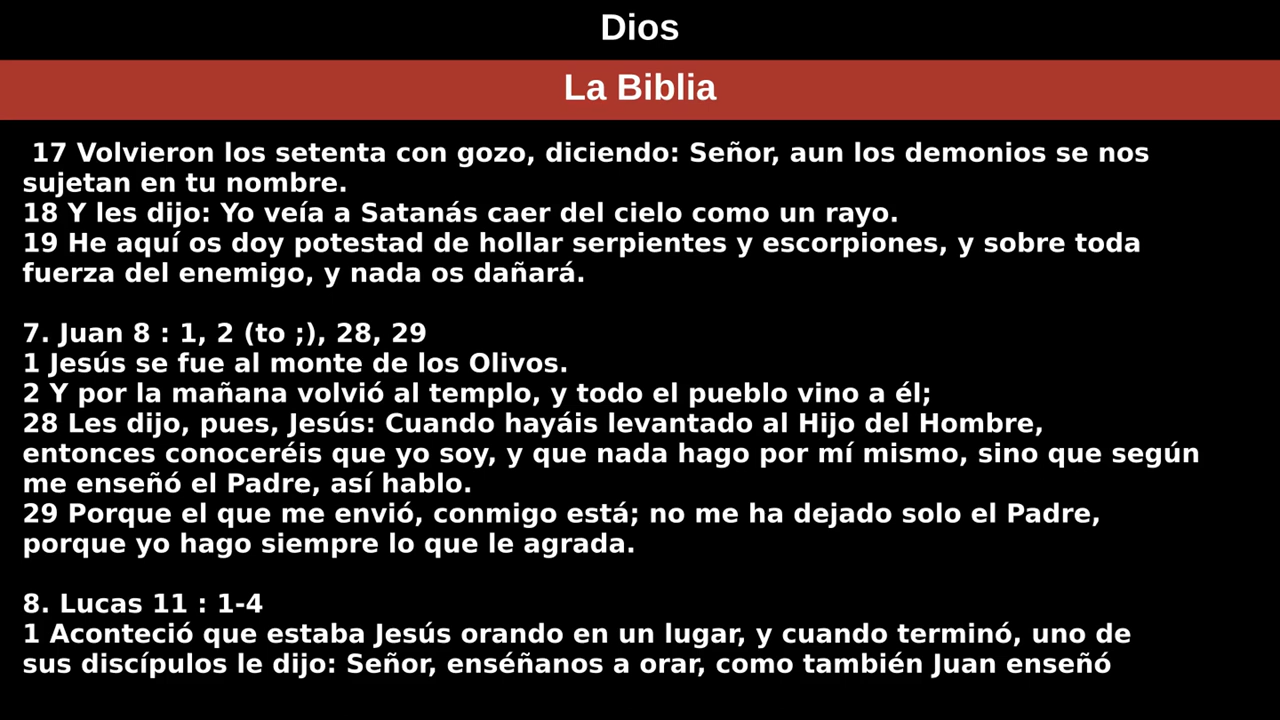 Dios
La Biblia
17 Volvieron los setenta con gozo, diciendo: Señor, aun los demonios se nos
sujetan en tu nombre.
18 Y les dijo: Yo veía a Satanás caer del cielo como un rayo.
19 He aquí os doy potestad de hollar serpientes y escorpiones, y sobre toda
fuerza del enemigo, y nada os dañará.
7. Juan 8 : 1, 2 (to ;), 28, 29
1 Jesús se fue al monte de los Olivos.
2 Y por la mañana volvió al templo, y todo el pueblo vino a él;
28 Les dijo, pues, Jesús: Cuando hayáis levantado al Hijo del Hombre,
entonces conoceréis que yo soy, y que nada hago por mí mismo, sino que según
me enseñó el Padre, así hablo.
29 Porque el que me envió, conmigo está; no me ha dejado solo el Padre,
porque yo hago siempre lo que le agrada.
8. Lucas 11 : 1-4
1 Aconteció que estaba Jesús orando en un lugar, y cuando terminó, uno de
sus discípulos le dijo: Señor, enséñanos a orar, como también Juan enseñó